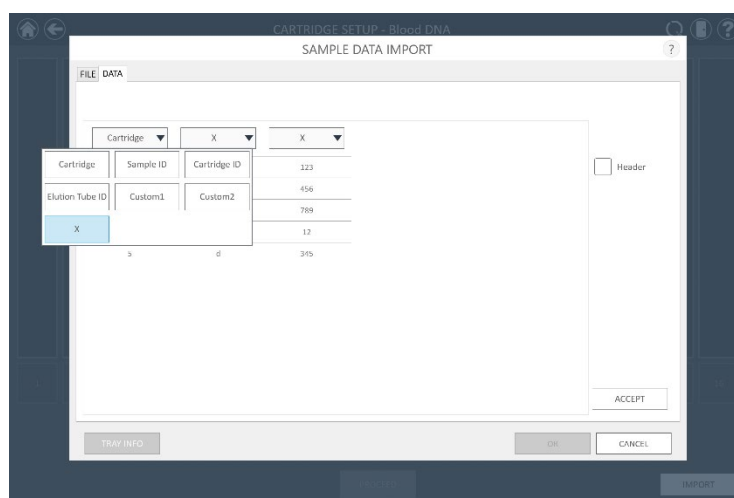 CARTRIDGE SETUP - Blood DNA
SAMPLE DATA IMPORT ?
FILE DATA
Cartridge X X
Cartridge Sample ID Cartridge ID 123 Header
456
Elution Tube ID Custom1 Custom2
789
X 12
5 d 345
ACCEPT
TRAY INFO OK CANCEL
PROCEED IMPORT